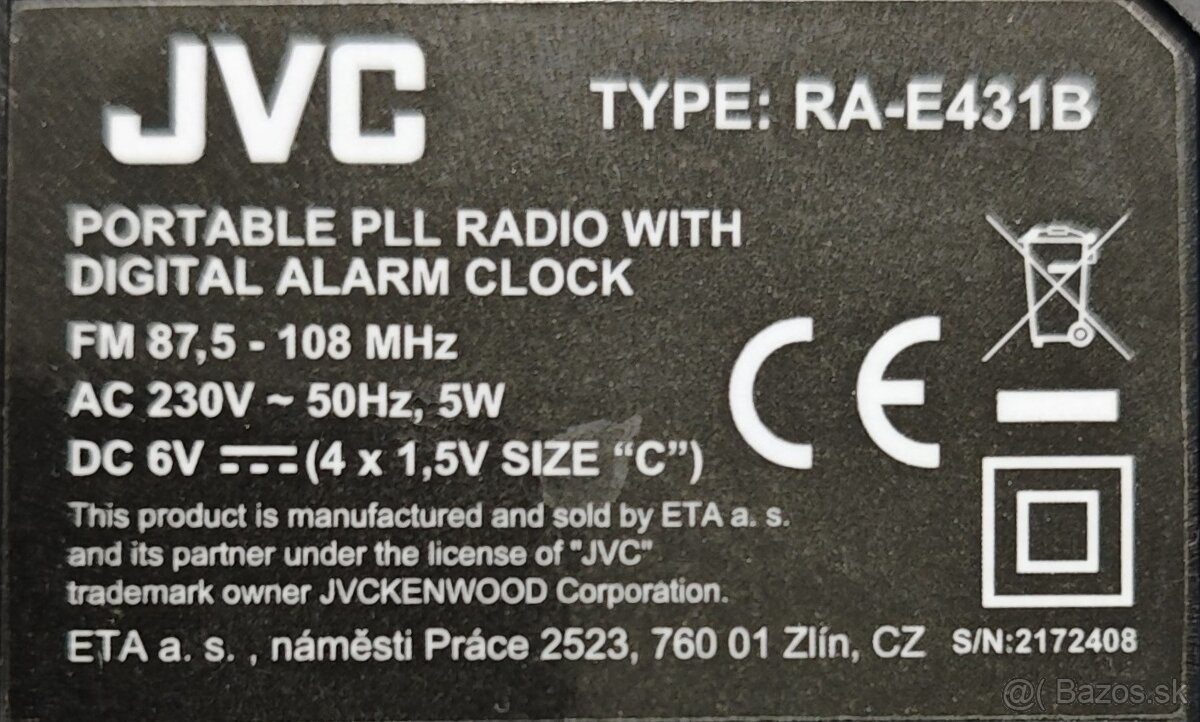 JVC
TYPE: RA-E431B
PORTABLE PLL RADIO WITH
DIGITAL ALARM CLOCK
FM 87,5 - 108 MHz
AC 230V ~ 50Hz, 5W
DC 6V ⎓ (4 x 1,5V SIZE “C”)
This product is manufactured and sold by ETA a. s.
and its partner under the license of "JVC"
trademark owner JVCKENWOOD Corporation.
ETA a. s. , náměsti Práce 2523, 760 01 Zlín, CZ
S/N:2172408
CE
@( Bazos.sk